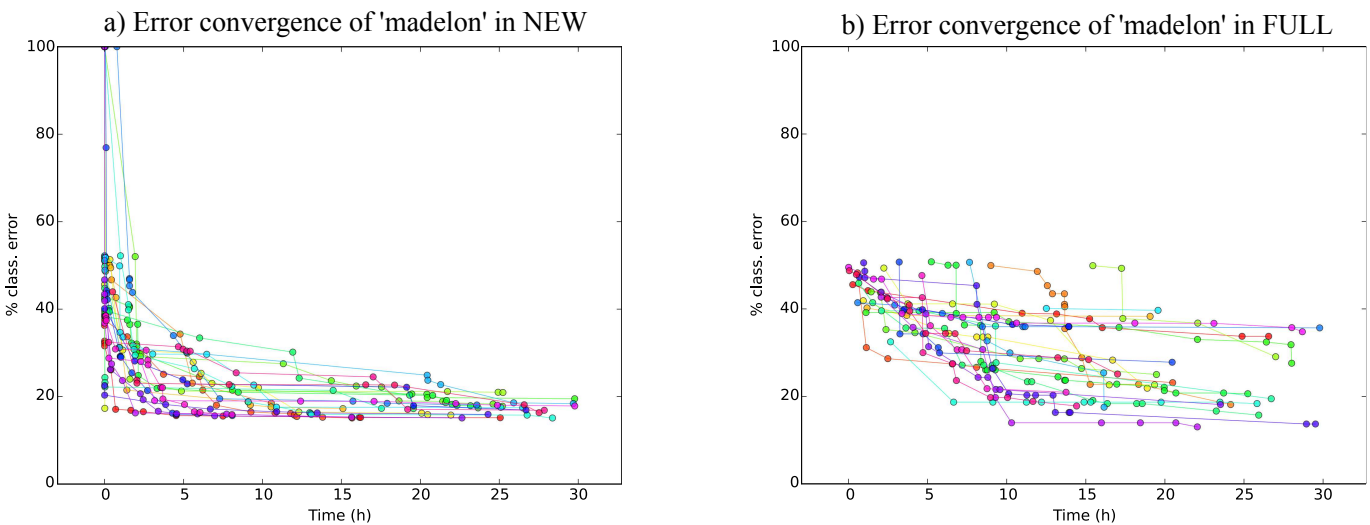 a) Error convergence of 'madelon' in NEW
100
80
60
40
20
0
% class. error
0 5 10 15 20 25 30
Time (h)
b) Error convergence of 'madelon' in FULL
100
80
60
40
20
0
% class. error
0 5 10 15 20 25 30
Time (h)